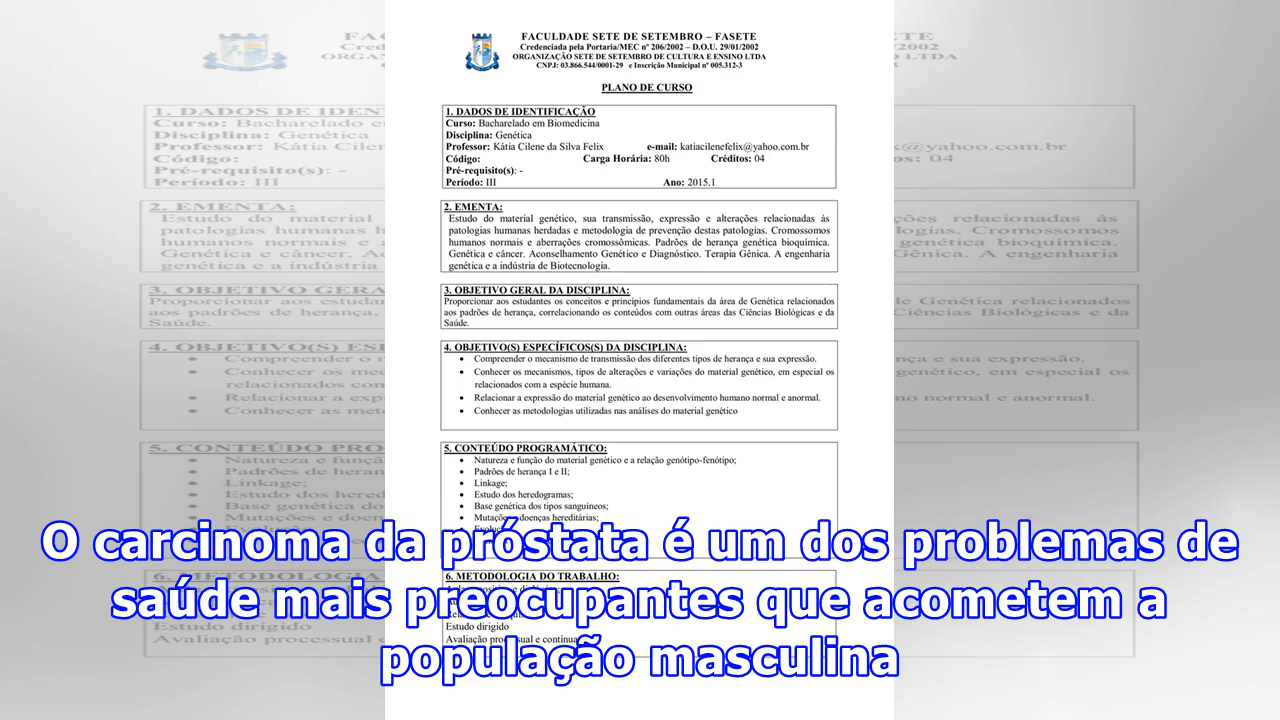 FACULDADE SETE DE SETEMBRO – FASETE
Credenciada pela Portaria/MEC nº 206/2002 – D.O.U. 29/01/2002
ORGANIZAÇÃO SETE DE SETEMBRO DE CULTURA E ENSINO LTDA
CNPJ: 03.866.544/0001-29 e Inscrição Municipal nº 005.312-3
PLANO DE CURSO
1. DADOS DE IDENTIFICAÇÃO
Curso: Bacharelado em Biomedicina
Disciplina: Genética
Professor: Kátia Cilene da Silva Felix e-mail: katiacilenefelix@yahoo.com.br
Código: Carga Horária: 80h Créditos: 04
Pré-requisito(s): -
Período: III Ano: 2015.1
2. EMENTA:
Estudo do material genético, sua transmissão, expressão e alterações relacionadas às
patologias humanas herdadas e metodologia de prevenção destas patologias. Cromossomos
humanos normais e aberrações cromossômicas. Padrões de herança genética bioquímica.
Genética e câncer. Aconselhamento Genético e Diagnóstico. Terapia Gênica. A engenharia
genética e a indústria de Biotecnologia.
3. OBJETIVO GERAL DA DISCIPLINA:
Proporcionar aos estudantes os conceitos e princípios fundamentais da área de Genética relacionados
aos padrões de herança, correlacionando os conteúdos com outras áreas das Ciências Biológicas e da
Saúde.
4. OBJETIVO(S) ESPECÍFICOS(S) DA DISCIPLINA:
• Compreender o mecanismo de transmissão dos diferentes tipos de herança e sua expressão.
• Conhecer os mecanismos, tipos de alterações e variações do material genético, em especial os
relacionados com a espécie humana.
• Relacionar a expressão do material genético ao desenvolvimento humano normal e anormal.
• Conhecer as metodologias utilizadas nas análises do material genético
5. CONTEÚDO PROGRAMÁTICO:
• Natureza e função do material genético e a relação genótipo-fenótipo;
• Padrões de herança I e II;
• Linkage;
• Estudo dos heredogramas;
• Base genética dos tipos sanguíneos;
• Mutações e doenças hereditárias;
O carcinoma da próstata é um dos problemas de
saúde mais preocupantes que acometem a
população masculina
6. METODOLOGIA DO TRABALHO:
Estudo dirigido
Avaliação processual e continua